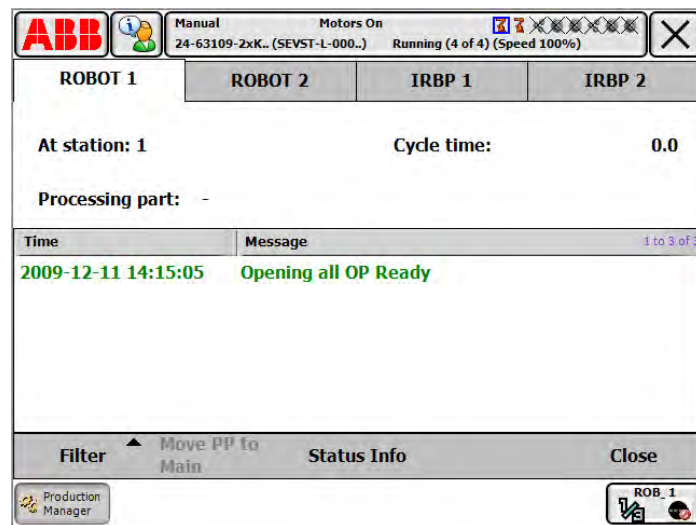 ABB
Manual Motors On
24-63109-2xK.. (SEVST-L-000..) Running (4 of 4) (Speed 100%)
ROBOT 1 ROBOT 2 IRBP 1 IRBP 2
At station: 1 Cycle time: 0.0
Processing part: -
Time Message 1 to 3 of 3
2009-12-11 14:15:05 Opening all OP Ready
Filter Move PP to Main Status Info Close
Production Manager
ROB_1
1/3